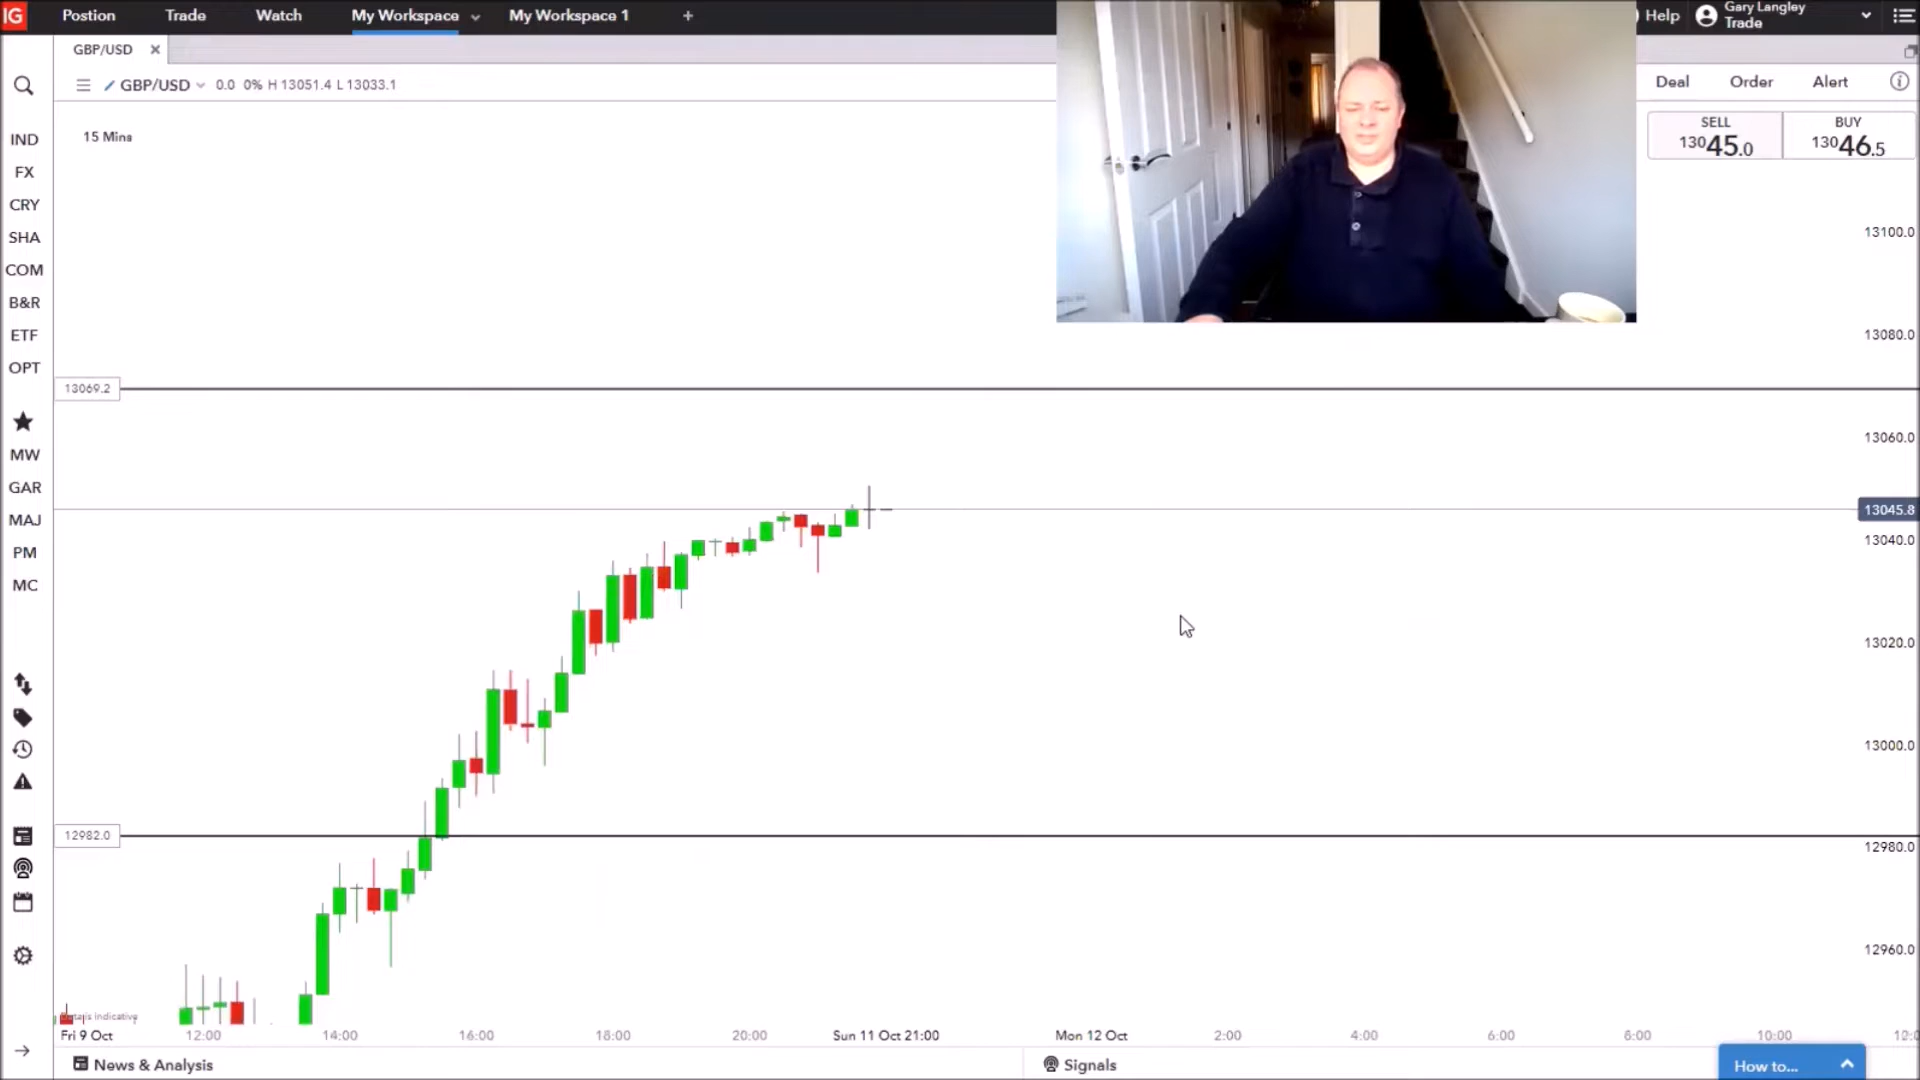 IG Postion Trade Watch My Workspace My Workspace 1 + Help Gary Langley
Trade
GBP/USD
GBP/USD 0.0 0% H 13051.4 L 13033.1
Deal Order Alert
15 Mins
SELL BUY
13045.0 13046.5
IND
FX
CRY
SHA
COM
B&R
ETF
OPT
MW
GAR
MAJ
PM
MC
13100.0
13080.0
13069.2
13060.0
13045.8
13040.0
13020.0
13000.0
12982.0
12980.0
12960.0
Indicative
Fri 9 Oct 12:00 14:00 16:00 18:00 20:00 Sun 11 Oct 21:00 Mon 12 Oct 2:00 4:00 6:00 8:00 10:00
News & Analysis Signals How to...